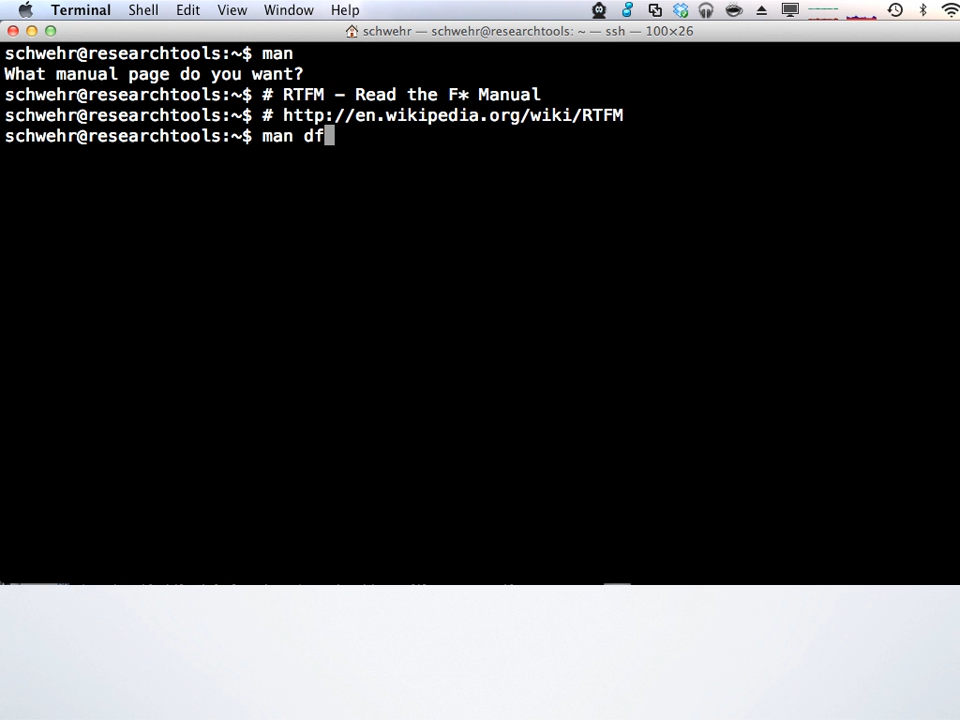 Terminal Shell Edit View Window Help
schwehr — schwehr@researchtools: ~ — ssh — 100×26
schwehr@researchtools:~$ man
What manual page do you want?
schwehr@researchtools:~$ # RTFM - Read the F* Manual
schwehr@researchtools:~$ # http://en.wikipedia.org/wiki/RTFM
schwehr@researchtools:~$ man df